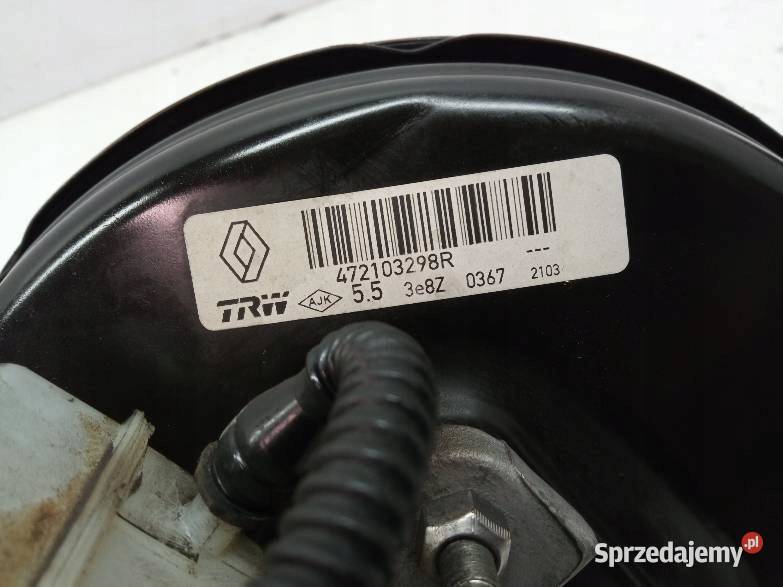 472103298R
---
TRW AJK 5.5 3e8Z 0367 2103
Sprzedajemy.pl